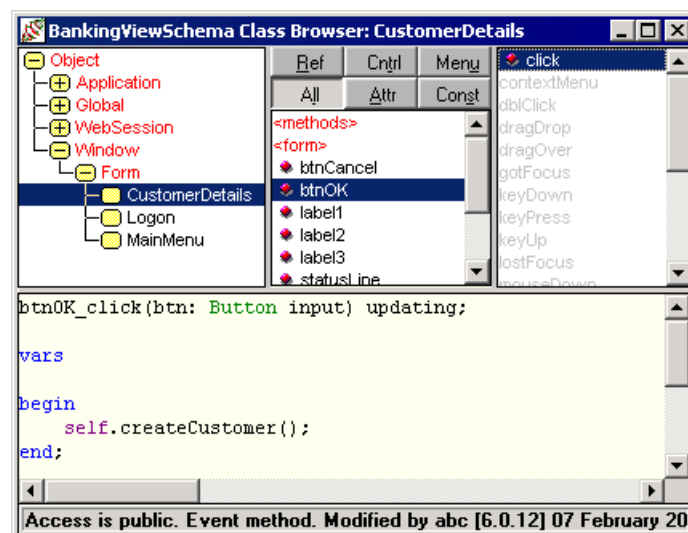 BankingViewSchema Class Browser: CustomerDetails
Object
Application
Global
WebSession
Window
Form
CustomerDetails
Logon
MainMenu
Ref Cntrl Menu
All Attr Const
<methods>
<form>
btnCancel
btnOK
label1
label2
label3
statusLine
click
contextMenu
dblClick
dragDrop
dragOver
gotFocus
keyDown
keyPress
keyUp
lostFocus
mouseDown
btnOK_click(btn: Button input) updating;
vars
begin
self.createCustomer();
end;
Access is public. Event method. Modified by abc [6.0.12] 07 February 20